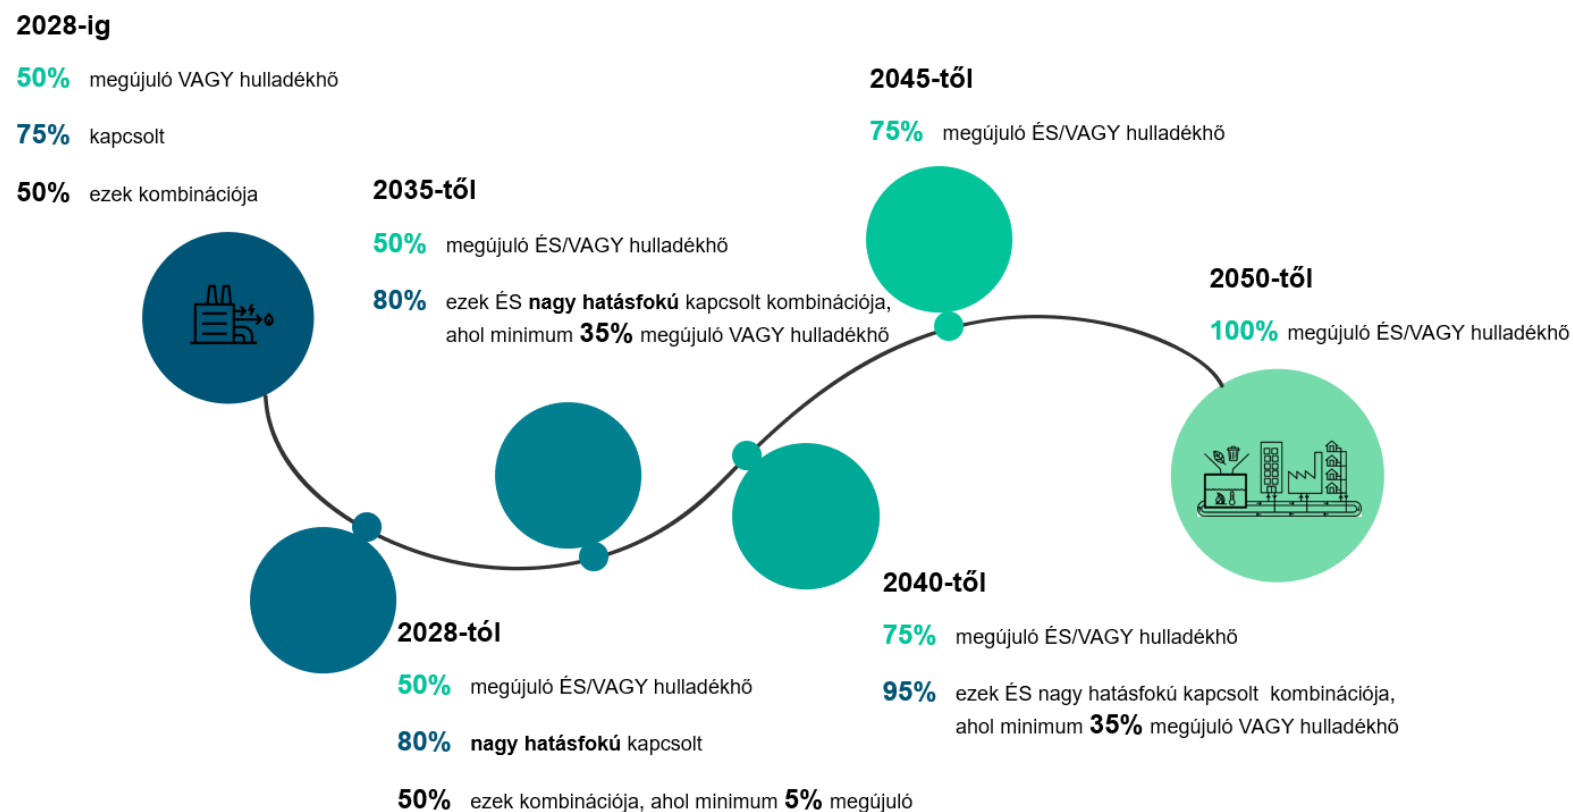 2028-ig
50% megújuló VAGY hulladékhő
75% kapcsolt
50% ezek kombinációja
2028-tól
50% megújuló ÉS/VAGY hulladékhő
80% nagy hatásfokú kapcsolt
50% ezek kombinációja, ahol minimum 5% megújuló
2035-től
50% megújuló ÉS/VAGY hulladékhő
80% ezek ÉS nagy hatásfokú kapcsolt kombinációja,
ahol minimum 35% megújuló VAGY hulladékhő
2040-től
75% megújuló ÉS/VAGY hulladékhő
95% ezek ÉS nagy hatásfokú kapcsolt kombinációja,
ahol minimum 35% megújuló VAGY hulladékhő
2045-től
75% megújuló ÉS/VAGY hulladékhő
2050-től
100% megújuló ÉS/VAGY hulladékhő